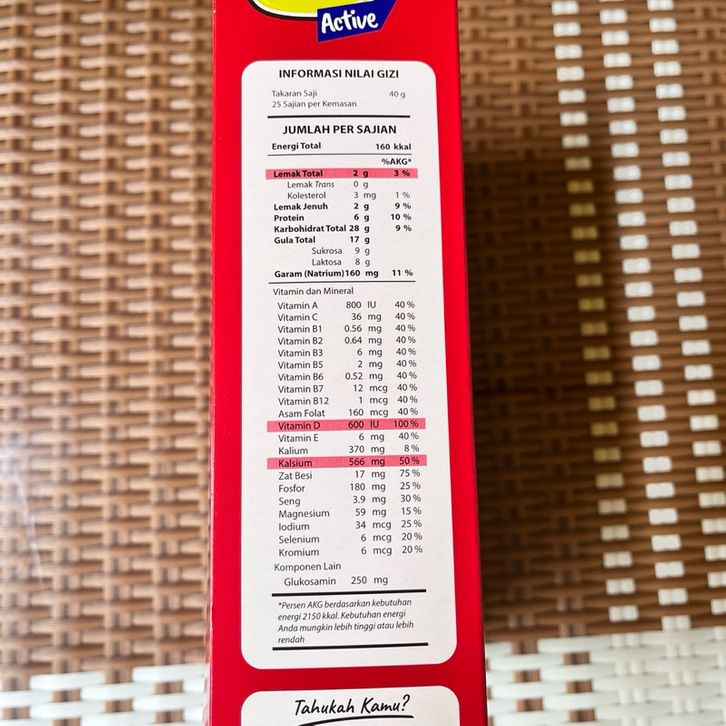 Active
INFORMASI NILAI GIZI
Takaran Saji 40 g
25 Sajian per Kemasan
JUMLAH PER SAJIAN
Energi Total 160 kkal
%AKG*
Lemak Total 2 g 3 %
Lemak Trans 0 g
Kolesterol 3 mg 1 %
Lemak Jenuh 2 g 9 %
Protein 6 g 10 %
Karbohidrat Total 28 g 9 %
Gula Total 17 g
Sukrosa 9 g
Laktosa 8 g
Garam (Natrium) 160 mg 11 %
Vitamin dan Mineral
Vitamin A 800 IU 40 %
Vitamin C 36 mg 40 %
Vitamin B1 0.56 mg 40 %
Vitamin B2 0.64 mg 40 %
Vitamin B3 6 mg 40 %
Vitamin B5 2 mg 40 %
Vitamin B6 0.52 mg 40 %
Vitamin B7 12 mcg 40 %
Vitamin B12 1 mcg 40 %
Asam Folat 160 mcg 40 %
Vitamin D 600 IU 100 %
Vitamin E 6 mg 40 %
Kalium 370 mg 8 %
Kalsium 566 mg 50 %
Zat Besi 17 mg 75 %
Fosfor 180 mg 25 %
Seng 3.9 mg 30 %
Magnesium 59 mg 15 %
Iodium 34 mcg 25 %
Selenium 6 mcg 20 %
Kromium 6 mcg 20 %
Komponen Lain
Glukosamin 250 mg
*Persen AKG berdasarkan kebutuhan
energi 2150 kkal. Kebutuhan energi
Anda mungkin lebih tinggi atau lebih
rendah
Tahukah Kamu?